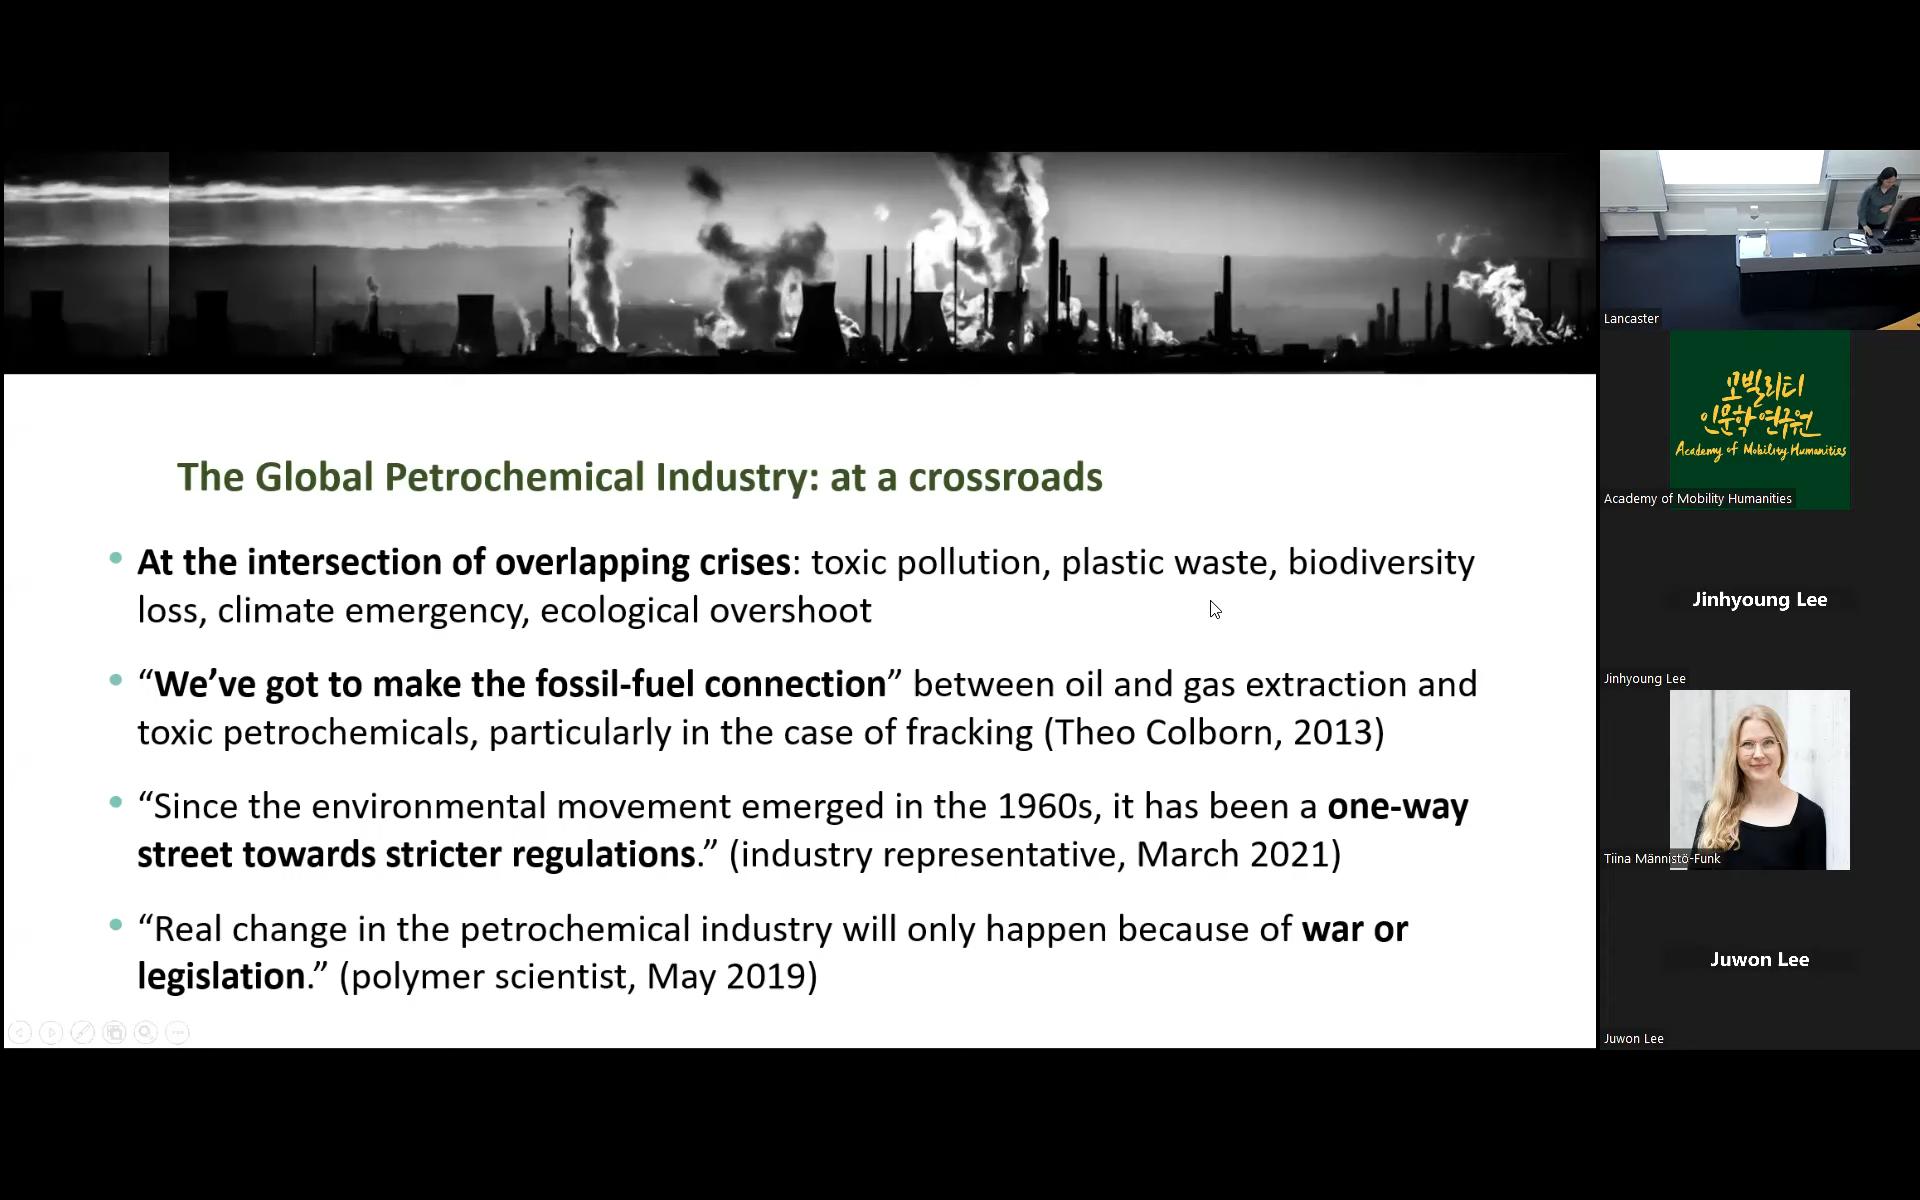 The Global Petrochemical Industry: at a crossroads
• At the intersection of overlapping crises: toxic pollution, plastic waste, biodiversity
loss, climate emergency, ecological overshoot
• “We’ve got to make the fossil-fuel connection” between oil and gas extraction and
toxic petrochemicals, particularly in the case of fracking (Theo Colborn, 2013)
• “Since the environmental movement emerged in the 1960s, it has been a one-way
street towards stricter regulations.” (industry representative, March 2021)
• “Real change in the petrochemical industry will only happen because of war or
legislation.” (polymer scientist, May 2019)
Lancaster
모빌리티
인문학 연구원
Academy of Mobility Humanities
Academy of Mobility Humanities
Jinhyoung Lee
Jinhyoung Lee
Tiina Männistö-Funk
Juwon Lee
Juwon Lee